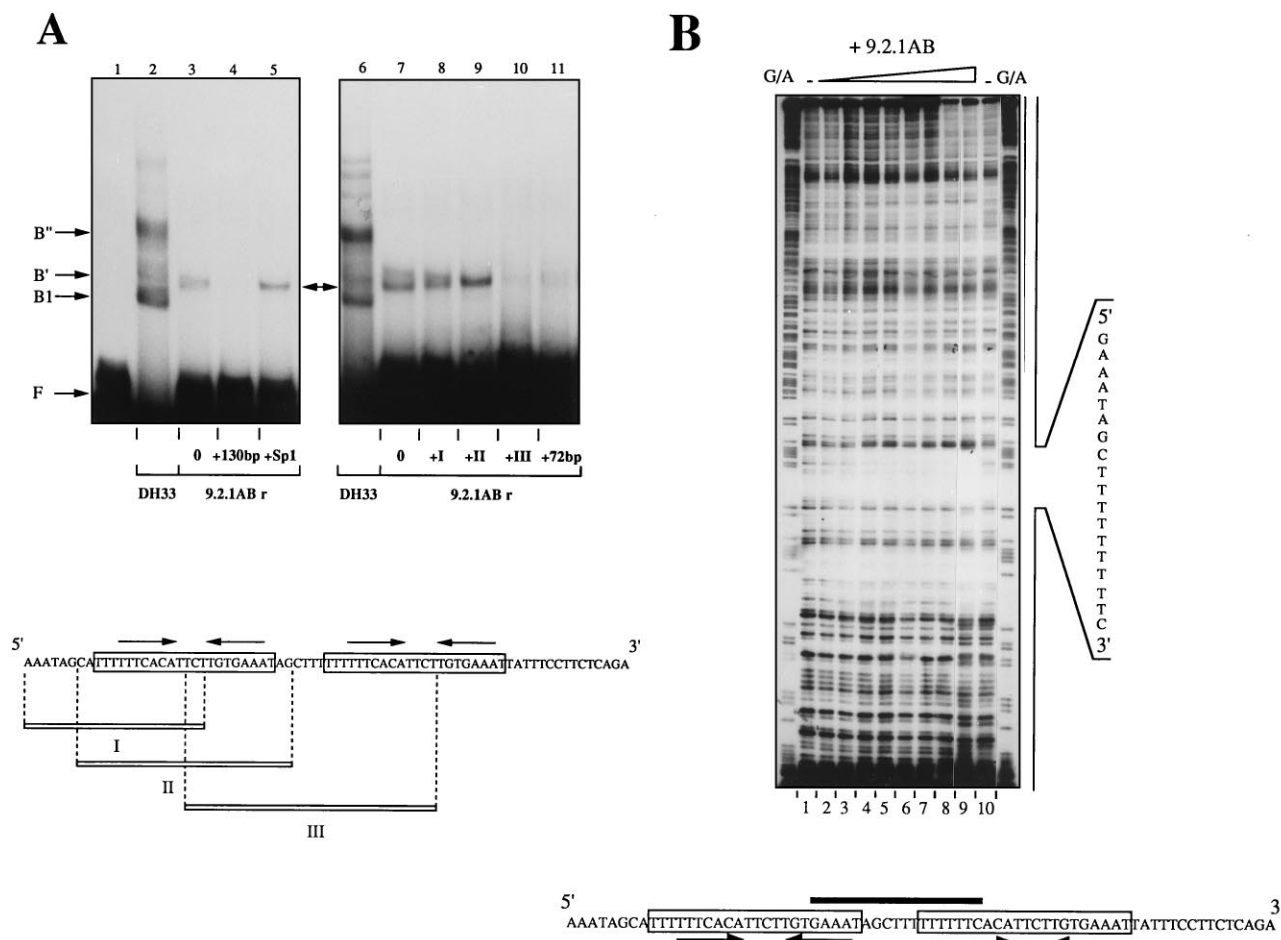 A
1 2 3 4 5
6 7 8 9 10 11
B"
B'
B1
F
0 +130bp +Sp1
DH33 9.2.1AB r
0 +I +II +III +72bp
DH33 9.2.1AB r
5' 3'
AAATAGCATTTTTTCACATTCTTGTGAAATAGCTTTTTTTTTCACATTCTTGTGAAATTATTTCCTTCTCAGA
I
II
III
B
+ 9.2.1AB
G/A - - G/A
5'
G
A
A
A
T
A
G
C
T
T
T
T
T
T
T
T
T
C
3'
1 2 3 4 5 6 7 8 9 10
5' 3
AAATAGCATTTTTTCACATTCTTGTGAAATAGCTTTTTTTTTCACATTCTTGTGAAATTATTTCCTTCTCAGA